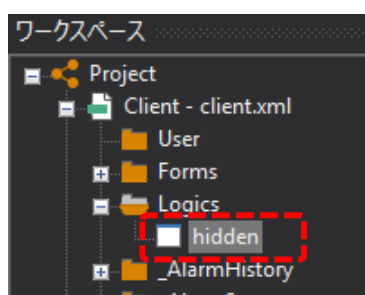 ワークスペース
Project
Client - client.xml
User
Forms
Logics
hidden
_AlarmHistory